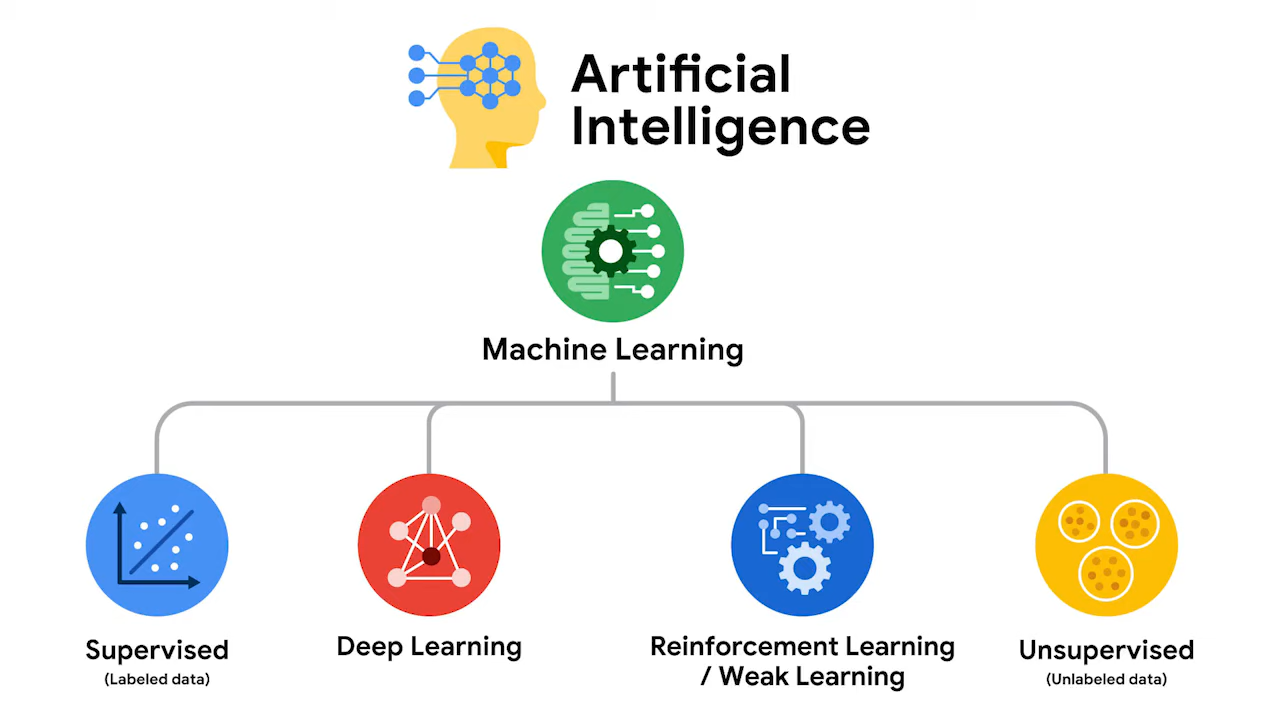 Artificial
Intelligence
Machine Learning
Supervised
(Labeled data)
Deep Learning
Reinforcement Learning
/ Weak Learning
Unsupervised
(Unlabeled data)